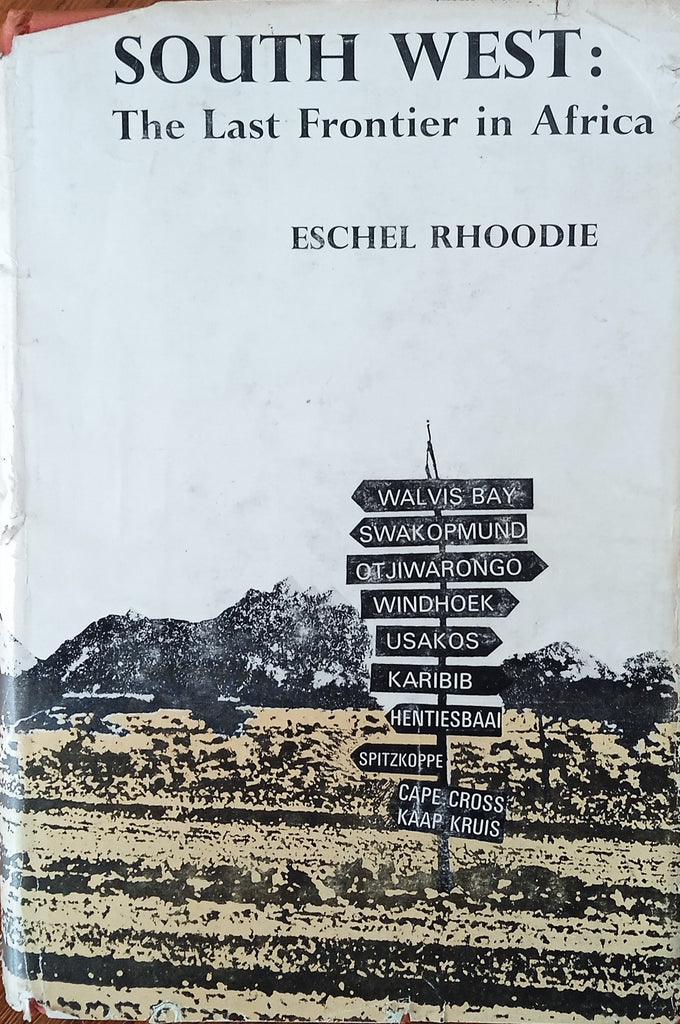 SOUTH WEST:
The Last Frontier in Africa
ESCHEL RHOODIE
WALVIS BAY
SWAKOPMUND
OTJIWARONGO
WINDHOEK
USAKOS
KARIBIB
HENTIESBAAI
SPITZKOPPE
CAPE CROSS
KAAP KRUIS